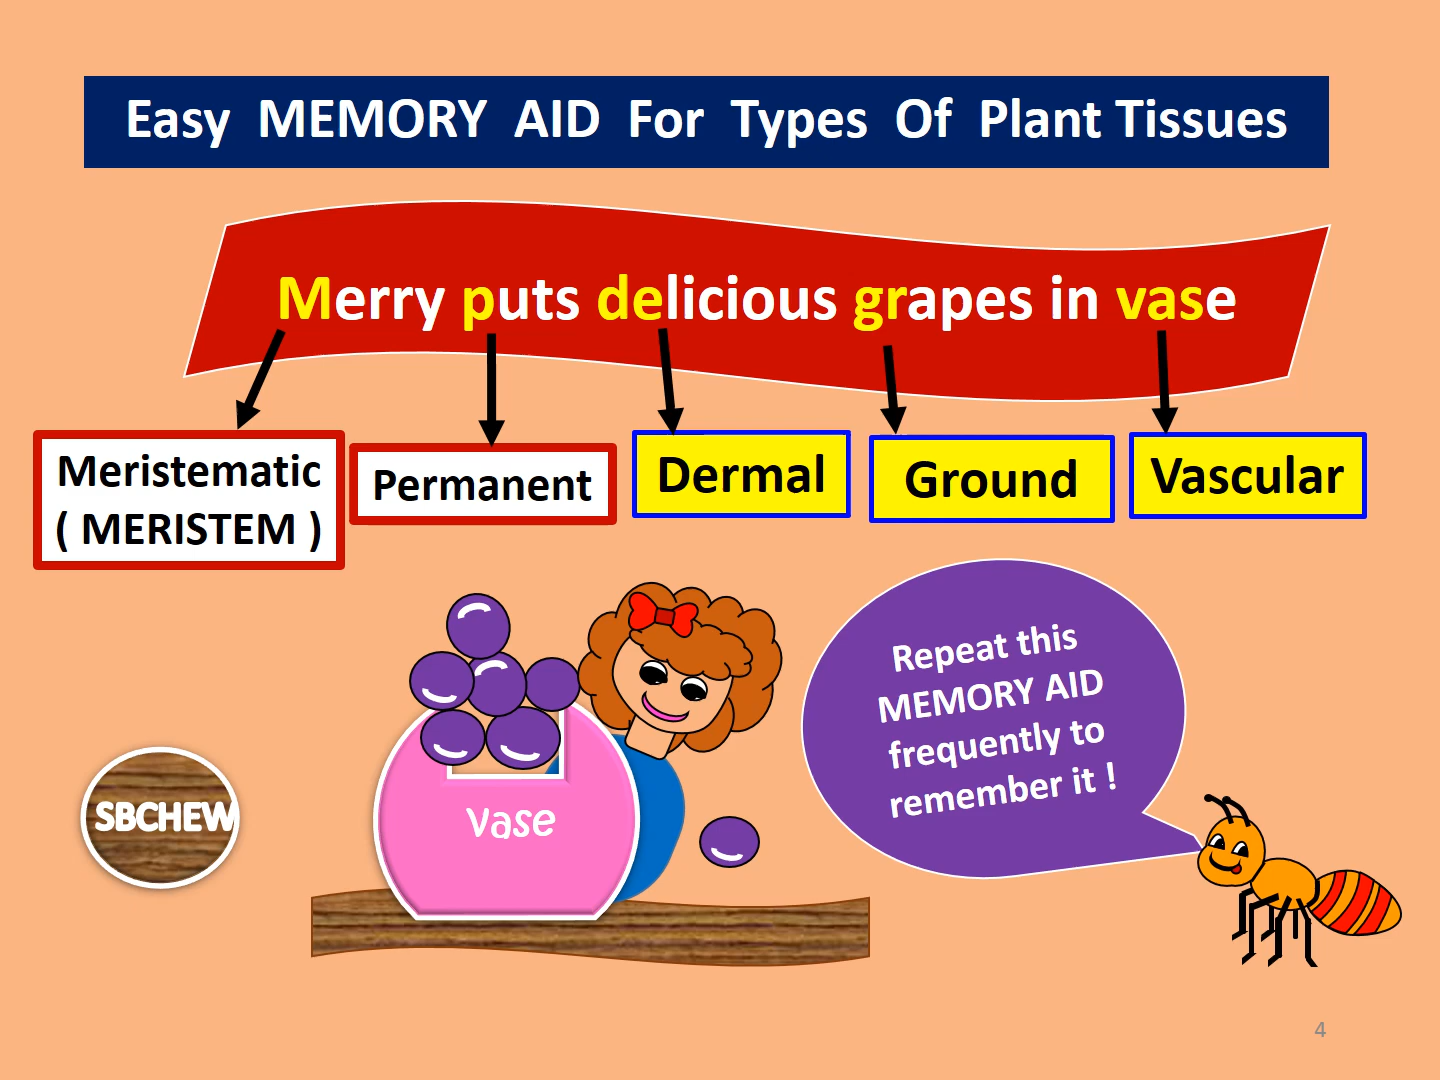 Easy MEMORY AID For Types Of Plant Tissues
Merry puts delicious grapes in vase
Meristematic
( MERISTEM )
Permanent
Dermal
Ground
Vascular
Repeat this
MEMORY AID
frequently to
remember it !
Vase
SBCHEW
4